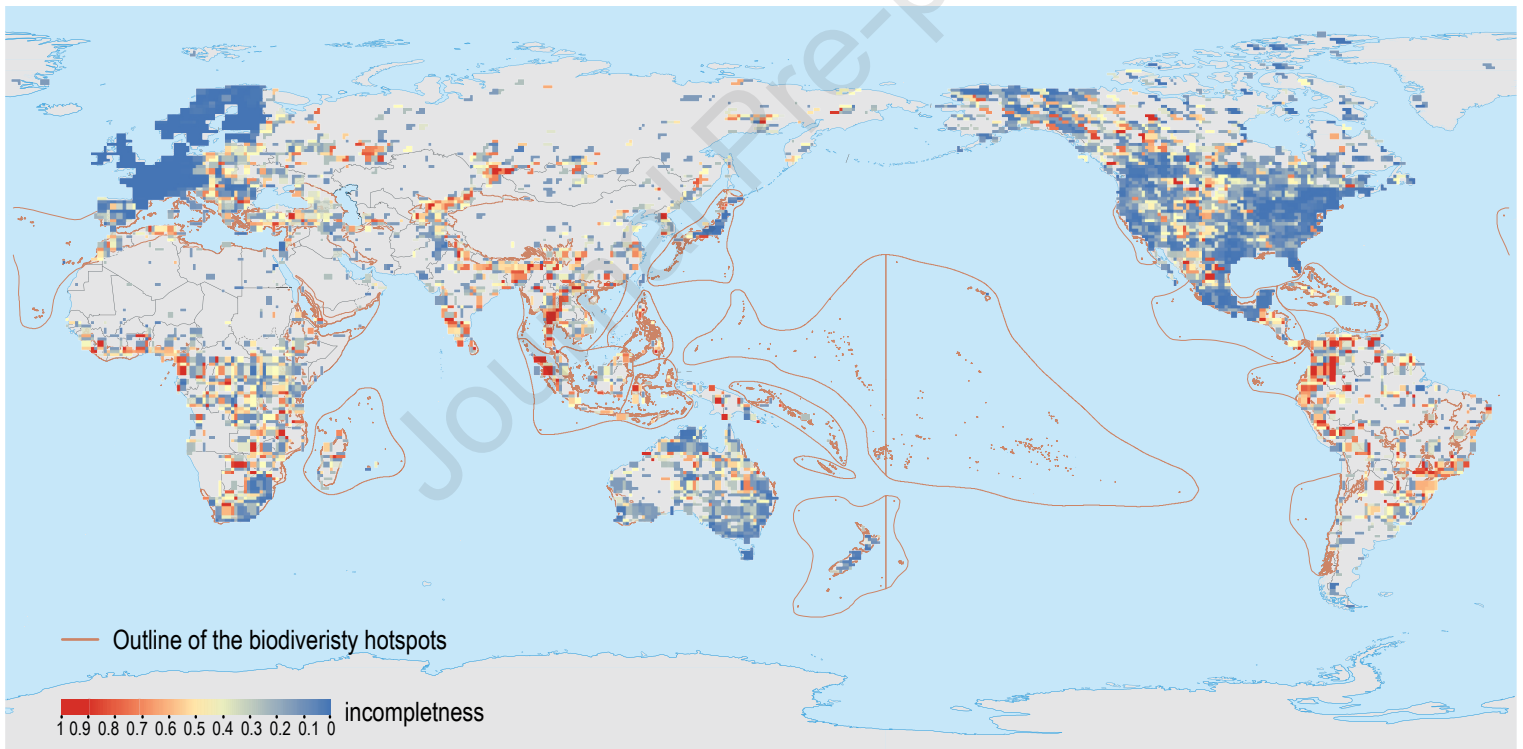 Journal Pre-p
Outline of the biodiveristy hotspots
1 0.9 0.8 0.7 0.6 0.5 0.4 0.3 0.2 0.1 0
incompletness